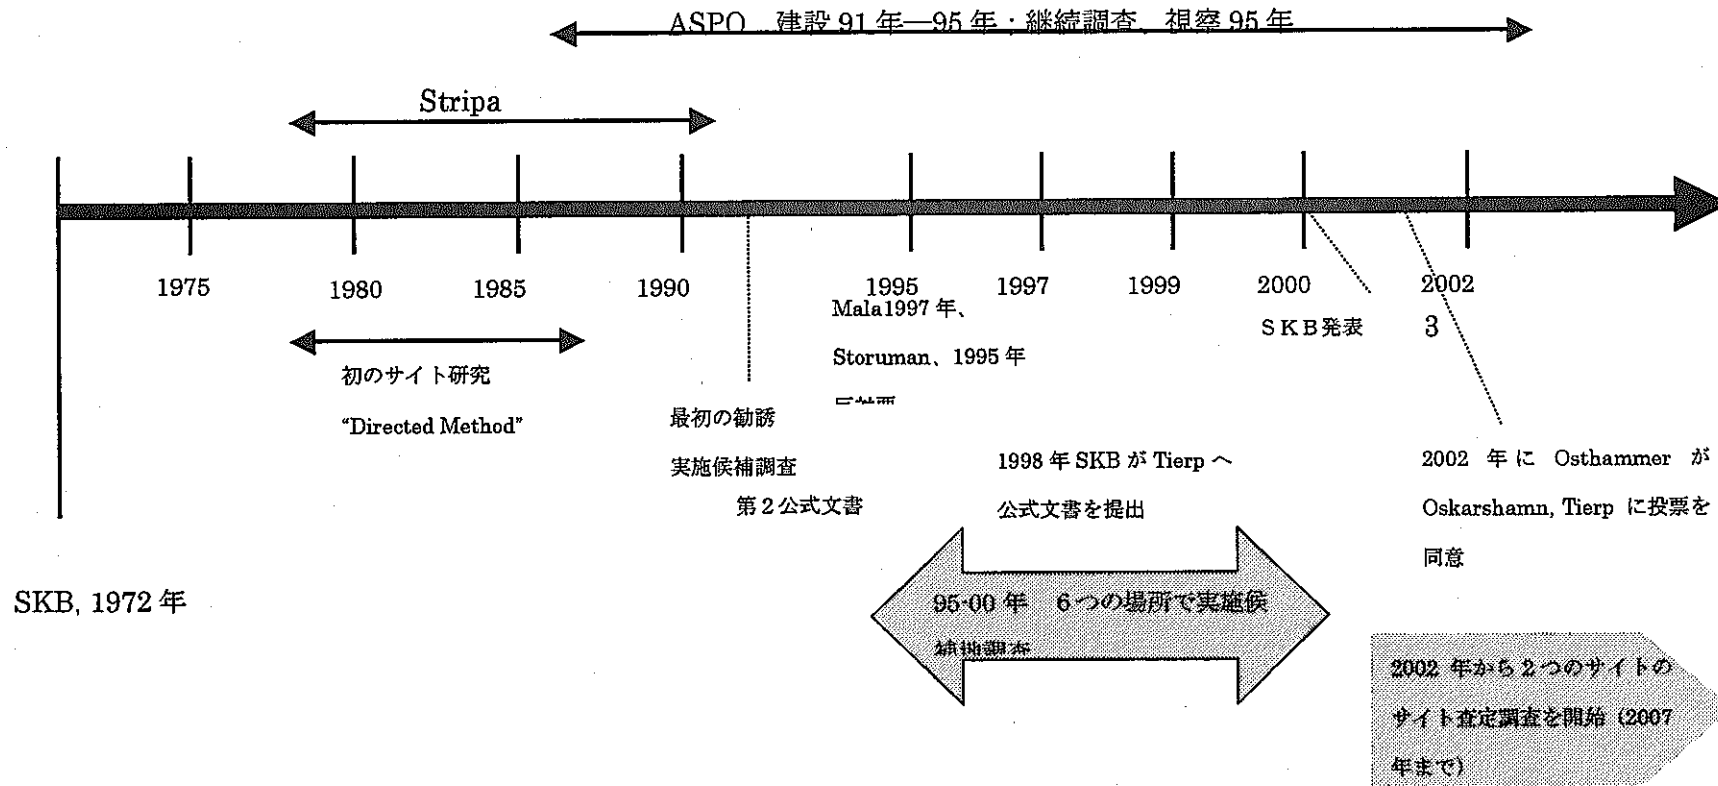 ASPO 建設 91 年―95 年：継続調査、視察 95 年
Stripa
1975
1980
1985
1990
1995
1997
1999
2000
2002
Mala1997 年、
Storuman、1995 年
ＳＫＢ発表
3
初のサイト研究
“Directed Method”
最初の勧誘
実施候補調査
第２公式文書
1998 年 SKB が Tierp へ
公式文書を提出
2002 年に Osthammer が
Oskarshamn, Tierp に投票を
同意
SKB, 1972 年
95-00 年 ６つの場所で実施候
補地調査
2002 年から２つのサイトの
サイト査定調査を開始（2007
年まで）